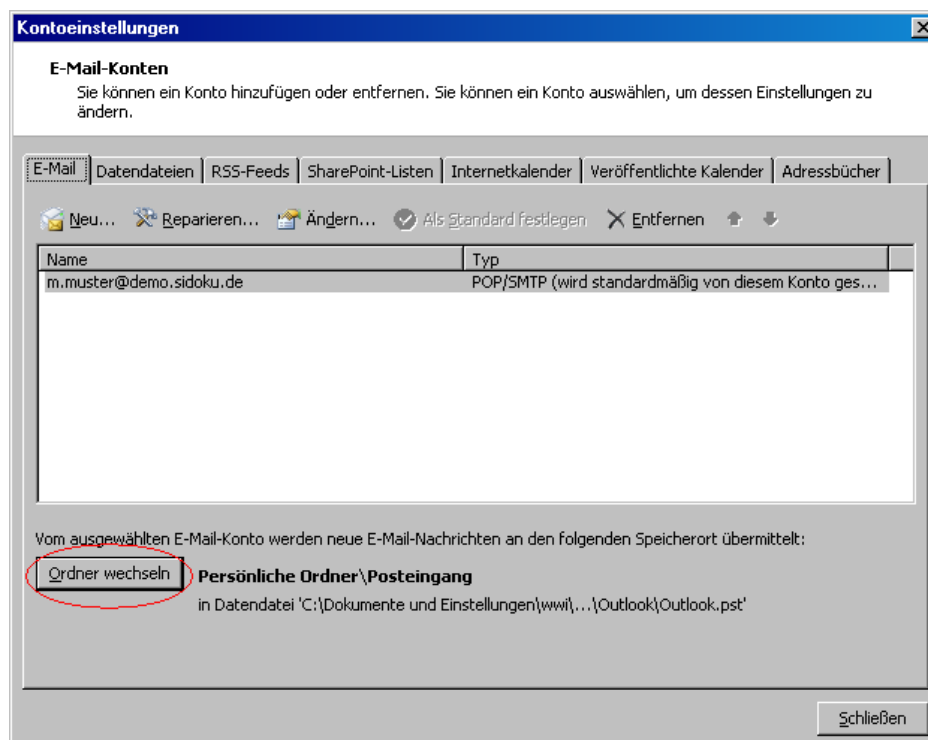 Kontoeinstellungen
E-Mail-Konten
Sie können ein Konto hinzufügen oder entfernen. Sie können ein Konto auswählen, um dessen Einstellungen zu
ändern.
E-Mail Datendateien RSS-Feeds SharePoint-Listen Internetkalender Veröffentlichte Kalender Adressbücher
Neu... Reparieren... Ändern... Als Standard festlegen Entfernen
Name Typ
m.muster@demo.sidoku.de POP/SMTP (wird standardmäßig von diesem Konto ges...
Vom ausgewählten E-Mail-Konto werden neue E-Mail-Nachrichten an den folgenden Speicherort übermittelt:
Ordner wechseln Persönliche Ordner\Posteingang
in Datendatei 'C:\Dokumente und Einstellungen\wwi\...\Outlook\Outlook.pst'
Schließen